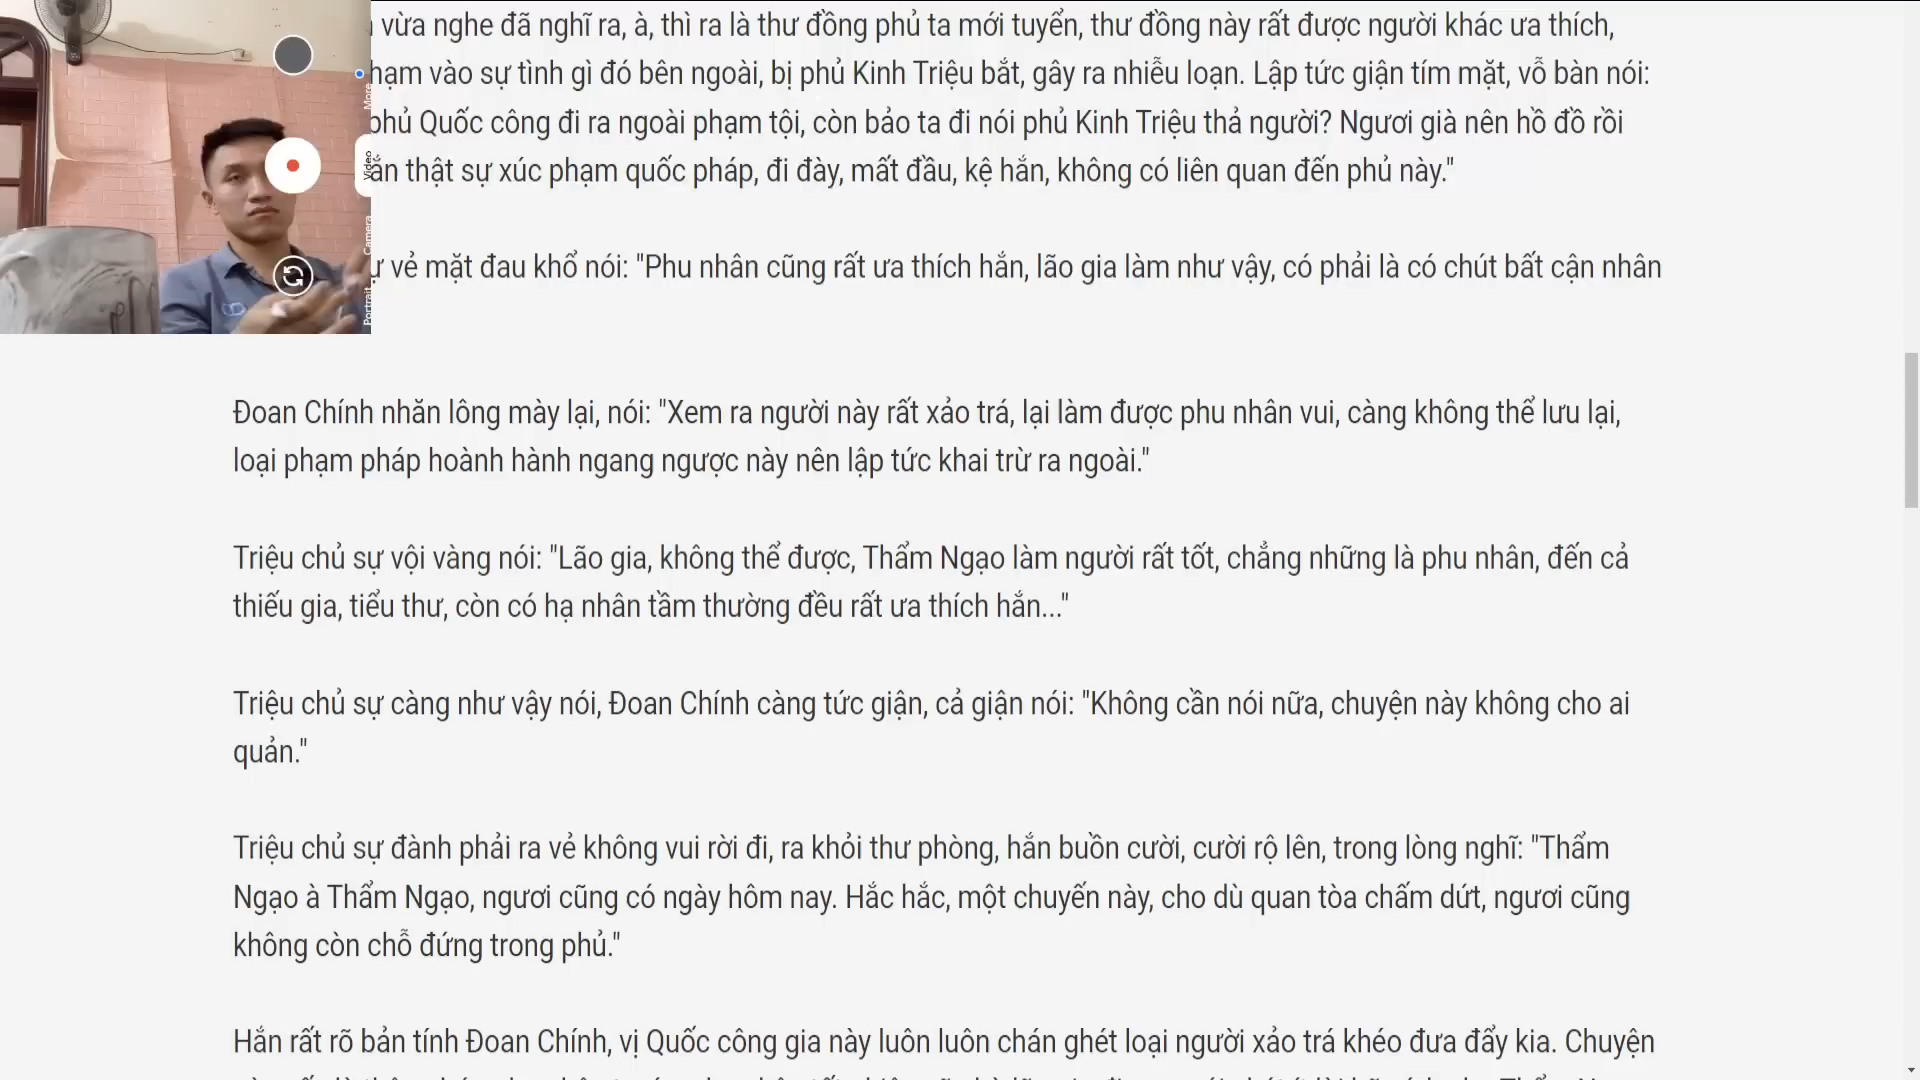 vừa nghe đã nghĩ ra, à, thì ra là thư đồng phủ ta mới tuyển, thư đồng này rất được người khác ưa thích,
vào sự tình gì đó bên ngoài, bị phủ Kinh Triệu bắt, gây ra nhiễu loạn. Lập tức giận tím mặt, vỗ bàn nói:
phủ Quốc công đi ra ngoài phạm tội, còn bảo ta đi nói phủ Kinh Triệu thả người? Ngươi già nên hồ đồ rồi
thật sự xúc phạm quốc pháp, đi đày, mất đầu, kệ hắn, không có liên quan đến phủ này."
More
Video
Camera
Portrait
vẻ mặt đau khổ nói: "Phu nhân cũng rất ưa thích hắn, lão gia làm như vậy, có phải là có chút bất cận nhân
Đoan Chính nhăn lông mày lại, nói: "Xem ra người này rất xảo trá, lại làm được phu nhân vui, càng không thể lưu lại,
loại phạm pháp hoành hành ngang ngược này nên lập tức khai trừ ra ngoài."
Triệu chủ sự vội vàng nói: "Lão gia, không thể được, Thẩm Ngạo làm người rất tốt, chẳng những là phu nhân, đến cả
thiếu gia, tiểu thư, còn có hạ nhân tầm thường đều rất ưa thích hắn..."
Triệu chủ sự càng như vậy nói, Đoan Chính càng tức giận, cả giận nói: "Không cần nói nữa, chuyện này không cho ai
quản."
Triệu chủ sự đành phải ra vẻ không vui rời đi, ra khỏi thư phòng, hắn buồn cười, cười rộ lên, trong lòng nghĩ: "Thẩm
Ngạo à Thẩm Ngạo, ngươi cũng có ngày hôm nay. Hắc hắc, một chuyến này, cho dù quan tòa chấm dứt, ngươi cũng
không còn chỗ đứng trong phủ."
Hắn rất rõ bản tính Đoan Chính, vị Quốc công gia này luôn luôn chán ghét loại người xảo trá khéo đưa đẩy kia. Chuyện